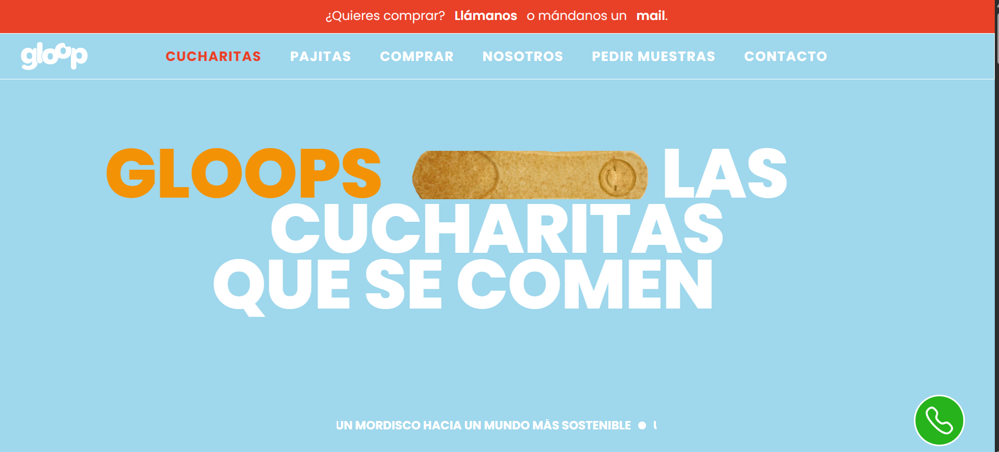 ¿Quieres comprar? Llámanos o mándanos un mail.
gloop
CUCHARITAS PAJITAS COMPRAR NOSOTROS PEDIR MUESTRAS CONTACTO
GLOOPS LAS
CUCHARITAS
QUE SE COMEN
UN MORDISCO HACIA UN MUNDO MÁS SOSTENIBLE